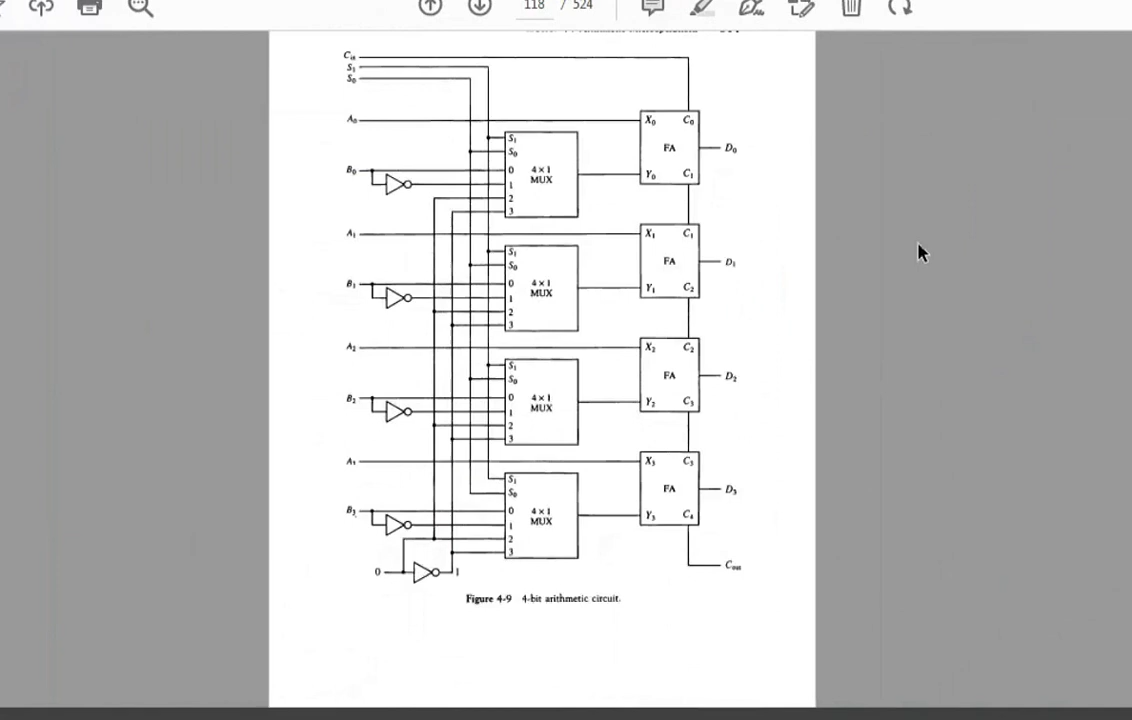 118 / 524
Cin
S1
S0
A0
X0 C0
S1
FA D0
S0
B0
0 4×1
MUX
Y0 C1
1
2
3
A1
X1 C1
S1
FA D1
S0
B1
0 4×1
MUX
Y1 C2
1
2
3
A2
X2 C2
S1
FA D2
S0
B2
0 4×1
MUX
Y2 C3
1
2
3
X3 C3
S1
FA D3
S0
B3
0 4×1
MUX
Y3 C4
1
2
3
Cout
0 1
Figure 4-9 4-bit arithmetic circuit.